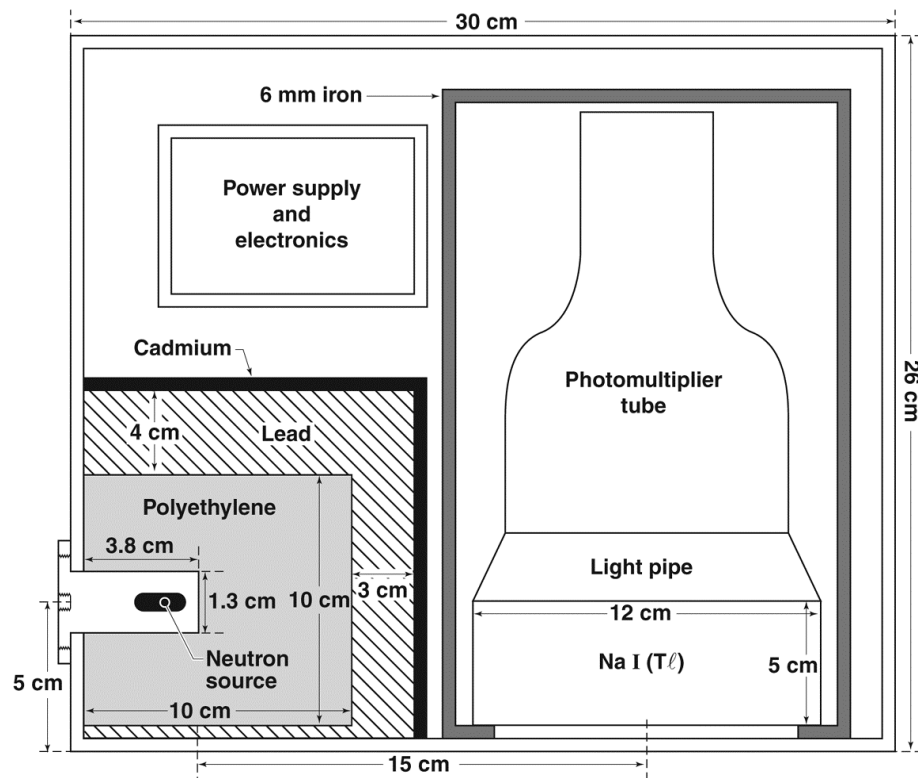 30 cm
6 mm iron
Power supply
and
electronics
Cadmium
Photomultiplier
tube
26 cm
4 cm
Lead
Polyethylene
3.8 cm
Light pipe
1.3 cm
10 cm
3 cm
12 cm
Neutron
source
Na I (Tℓ)
5 cm
5 cm
10 cm
15 cm